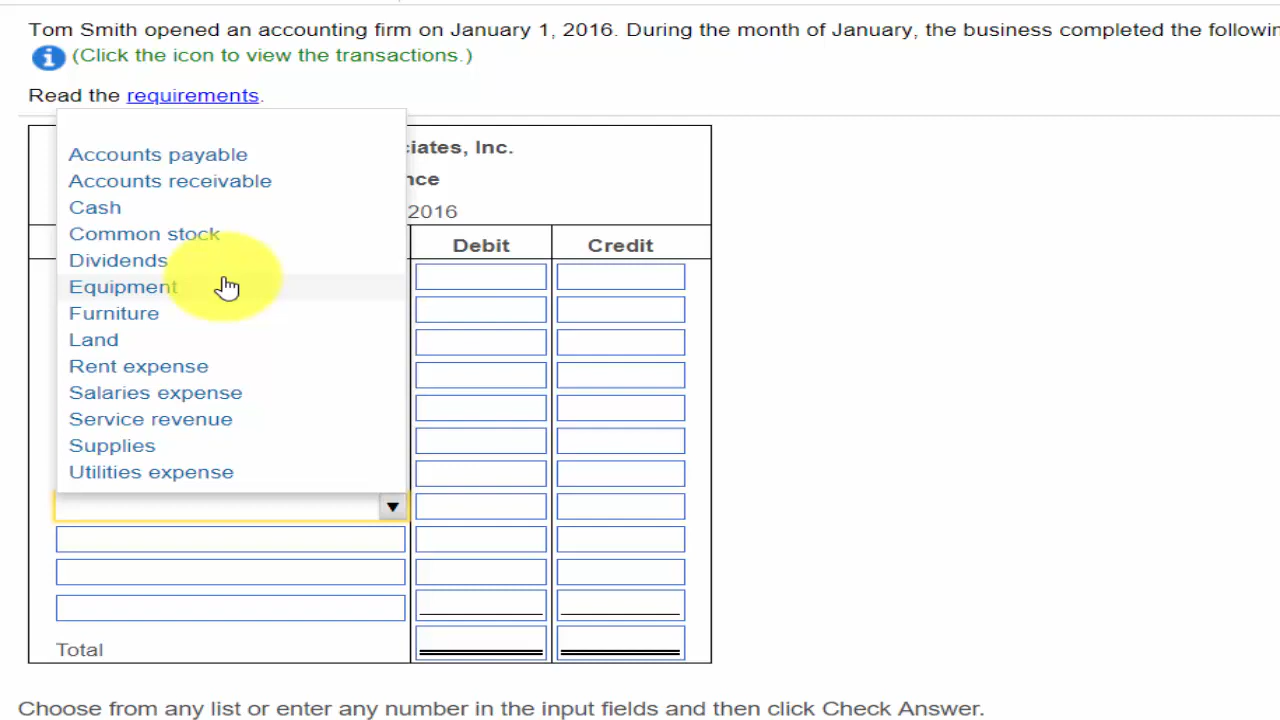 Tom Smith opened an accounting firm on January 1, 2016. During the month of January, the business completed the
(Click the icon to view the transactions.)
Read the requirements.
Inc.
2016
Debit Credit
Accounts payable
Accounts receivable
Cash
Common stock
Dividends
Equipment
Furniture
Land
Rent expense
Salaries expense
Service revenue
Supplies
Utilities expense
Total
Choose from any list or enter any number in the input fields and then click Check Answer.